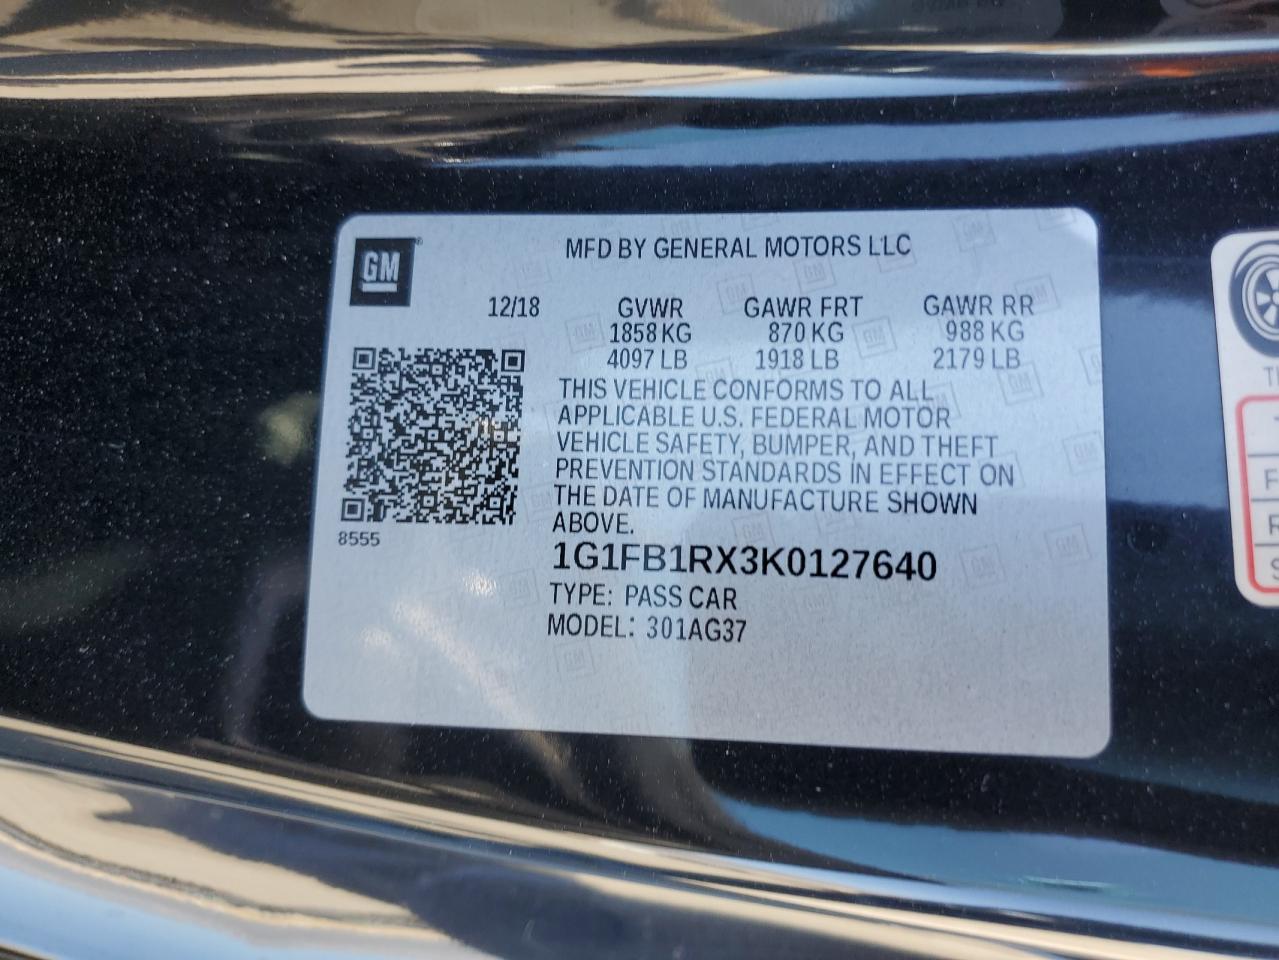 GM
MFD BY GENERAL MOTORS LLC
12/18 GVWR GAWR FRT GAWR RR
1858 KG 870 KG 988 KG
4097 LB 1918 LB 2179 LB
THIS VEHICLE CONFORMS TO ALL
APPLICABLE U.S. FEDERAL MOTOR
VEHICLE SAFETY, BUMPER, AND THEFT
PREVENTION STANDARDS IN EFFECT ON
THE DATE OF MANUFACTURE SHOWN
ABOVE.
8555
1G1FB1RX3K0127640
TYPE: PASS CAR
MODEL: 301AG37